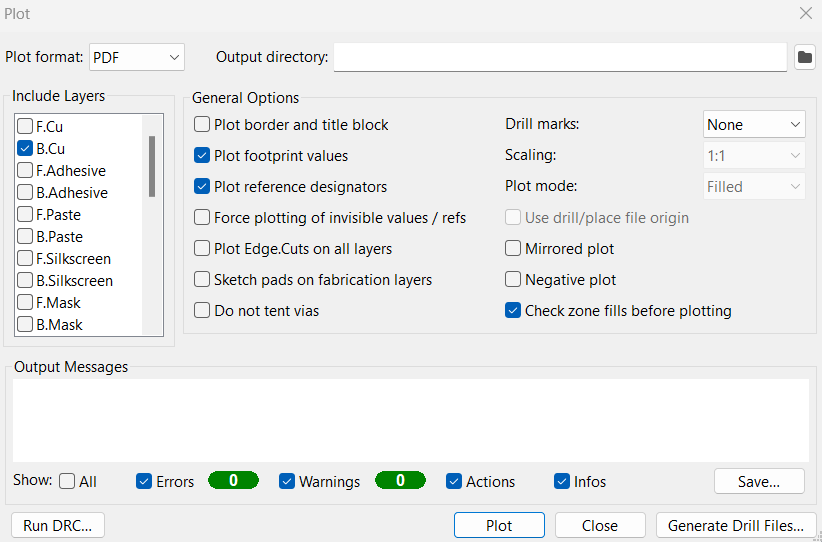 Plot
Plot format: PDF Output directory:
Include Layers
F.Cu
B.Cu
F.Adhesive
B.Adhesive
F.Paste
B.Paste
F.Silkscreen
B.Silkscreen
F.Mask
B.Mask
General Options
Plot border and title block
Plot footprint values
Plot reference designators
Force plotting of invisible values / refs
Plot Edge.Cuts on all layers
Sketch pads on fabrication layers
Do not tent vias
Drill marks: None
Scaling: 1:1
Plot mode: Filled
Use drill/place file origin
Mirrored plot
Negative plot
Check zone fills before plotting
Output Messages
Show: All Errors 0 Warnings 0 Actions Infos Save...
Run DRC... Plot Close Generate Drill Files...